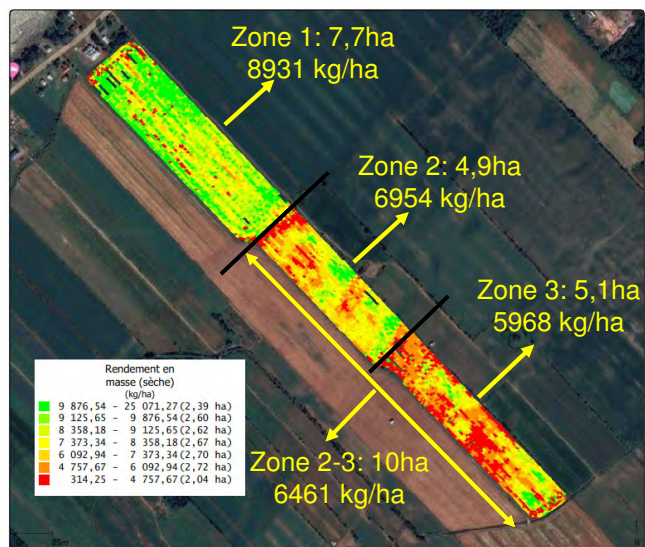 Zone 1: 7,7ha
8931 kg/ha
Zone 2: 4,9ha
6954 kg/ha
Zone 3: 5,1ha
5968 kg/ha
Zone 2-3: 10ha
6461 kg/ha
Rendement en
masse (sèche)
(kg/ha)
9 876,54 - 25 071,27(2,39 ha)
9 125,65 - 9 876,54(2,60 ha)
8 358,18 - 9 125,65(2,62 ha)
7 373,34 - 8 358,18(2,67 ha)
6 092,94 - 7 373,34(2,70 ha)
4 757,67 - 6 092,94(2,72 ha)
314,25 - 4 757,67(2,04 ha)
N